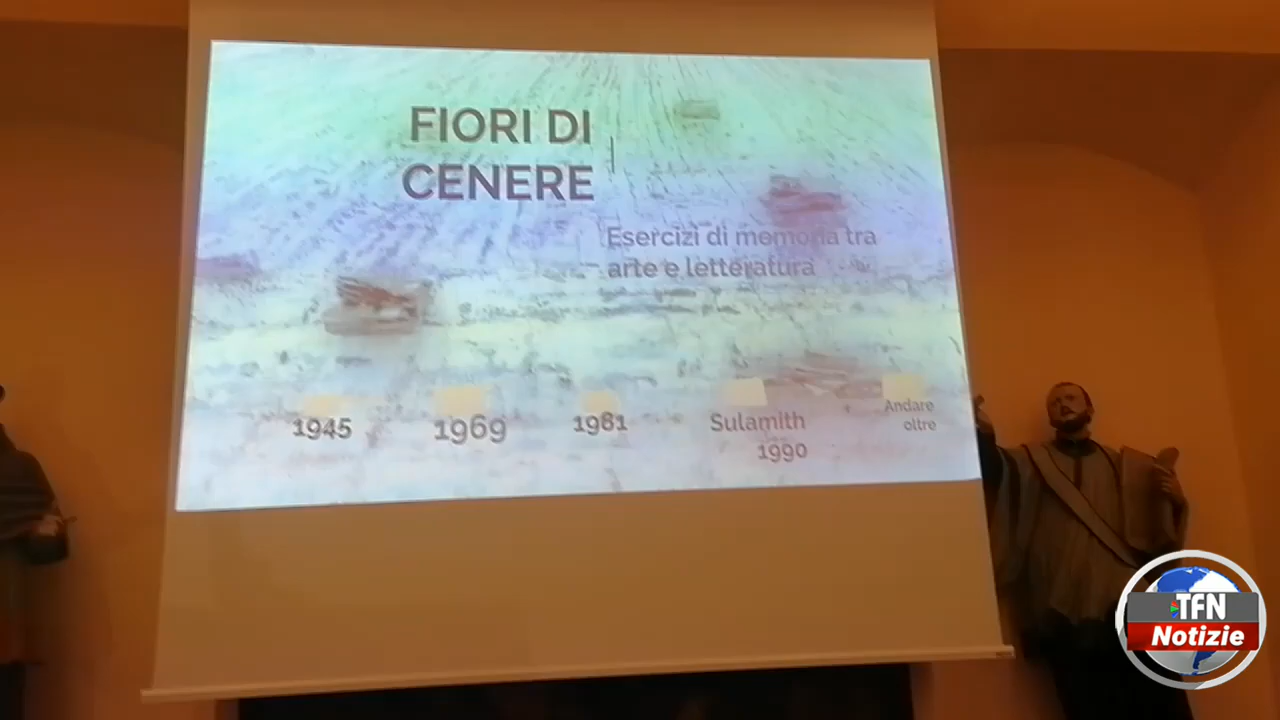 FIORI DI
CENERE
Esercizi di memoria tra
arte e letteratura
1945
1969
1981
Sulamith
1990
Andare
oltre
TFN
Notizie